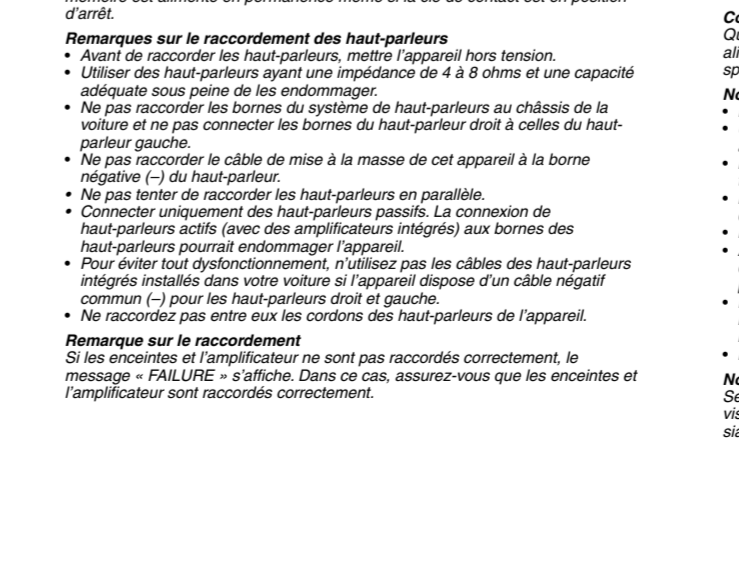 d'arrêt.
Remarques sur le raccordement des haut-parleurs
• Avant de raccorder les haut-parleurs, mettre l'appareil hors tension.
• Utiliser des haut-parleurs ayant une impédance de 4 à 8 ohms et une capacité
adéquate sous peine de les endommager.
• Ne pas raccorder les bornes du système de haut-parleurs au châssis de la
voiture et ne pas connecter les bornes du haut-parleur droit à celles du haut-
parleur gauche.
• Ne pas raccorder le câble de mise à la masse de cet appareil à la borne
négative (–) du haut-parleur.
• Ne pas tenter de raccorder les haut-parleurs en parallèle.
• Connecter uniquement des haut-parleurs passifs. La connexion de
haut-parleurs actifs (avec des amplificateurs intégrés) aux bornes des
haut-parleurs pourrait endommager l'appareil.
• Pour éviter tout dysfonctionnement, n'utilisez pas les câbles des haut-parleurs
intégrés installés dans votre voiture si l'appareil dispose d'un câble négatif
commun (–) pour les haut-parleurs droit et gauche.
• Ne raccordez pas entre eux les cordons des haut-parleurs de l'appareil.
Remarque sur le raccordement
Si les enceintes et l'amplificateur ne sont pas raccordés correctement, le
message « FAILURE » s'affiche. Dans ce cas, assurez-vous que les enceintes et
l'amplificateur sont raccordés correctement.